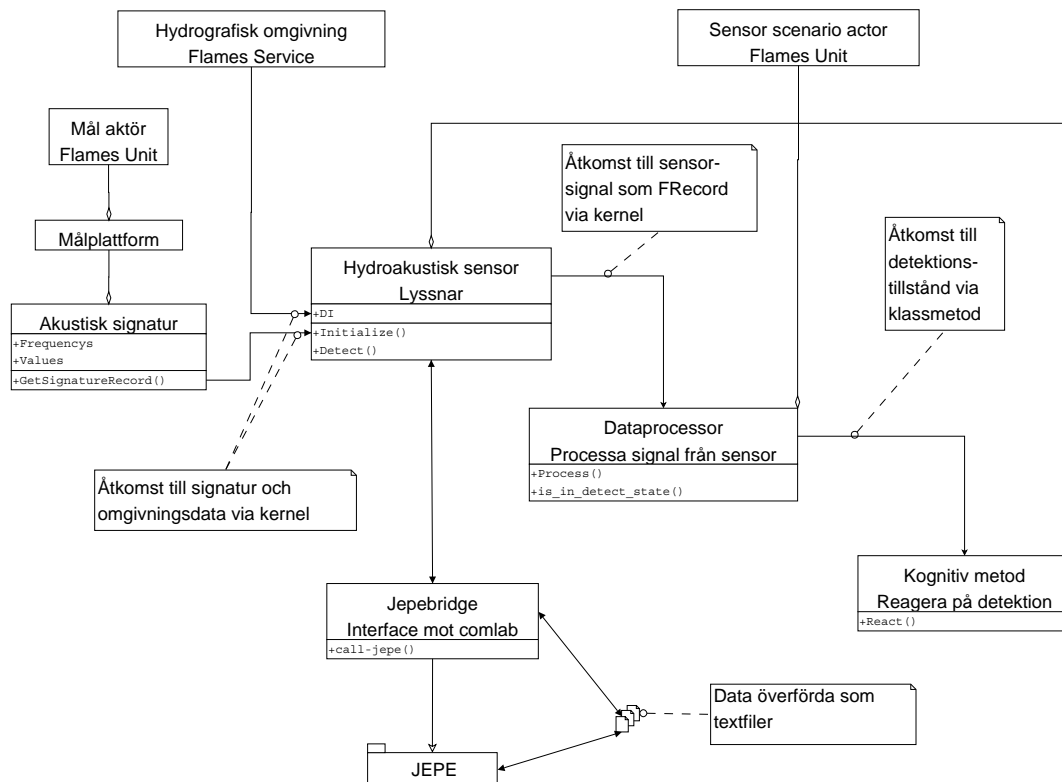 Hydrografisk omgivning
Flames Service
Sensor scenario actor
Flames Unit
Mål aktör
Flames Unit
Målplattform
Akustisk signatur
+Frequencys
+Values
+GetSignatureRecord()
Hydroakustisk sensor
Lyssnar
+DI
+Initialize()
+Detect()
Åtkomst till sensor-
signal som FRecord
via kernel
Åtkomst till
detektions-
tillstånd via
klassmetod
Dataprocessor
Processa signal från sensor
+Process()
+is_in_detect_state()
Åtkomst till signatur och
omgivningsdata via kernel
Kognitiv metod
Reagera på detektion
+React()
Jepebridge
Interface mot comlab
+call-jepe()
Data överförda som
textfiler
JEPE